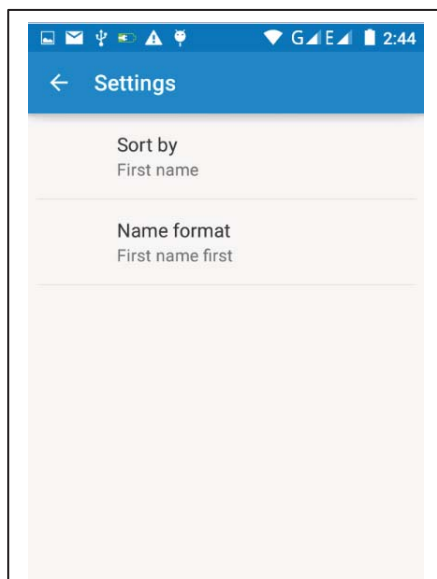 G E 2:44
Settings
Sort by
First name
Name format
First name first